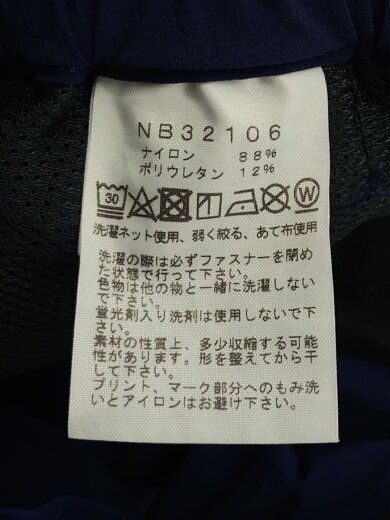 NB32106
ナイロン 88%
ポリウレタン 12%
30 W
洗濯ネット使用、弱く絞る、あて布使用
洗濯の際は必ずファスナーを閉め
た状態で行って下さい。
色物は他の物と一緒に洗濯しない
で下さい。
蛍光剤入り洗剤は使用しないで下
さい。
素材の性質上、多少収縮する可能
性があります。形を整えてから干
して下さい。
プリント、マーク部分へのもみ洗
いとアイロンはお避け下さい。